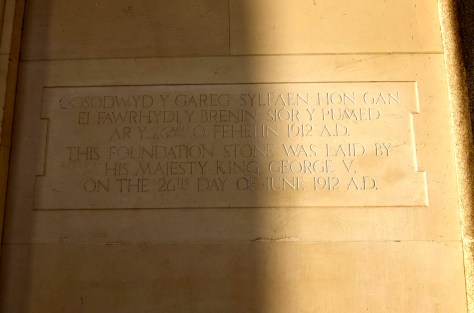 GOSODWYD Y GAREG SYLFAEN HON GAN
EI FAWRHYDI Y BRENIN SIOR Y PUMED
AR Y O FEHEFIN 1912 A.D.
THIS FOUNDATION STONE WAS LAID BY
HIS MAJESTY KING GEORGE V.
ON THE 26TH DAY OF JUNE 1912 A.D.